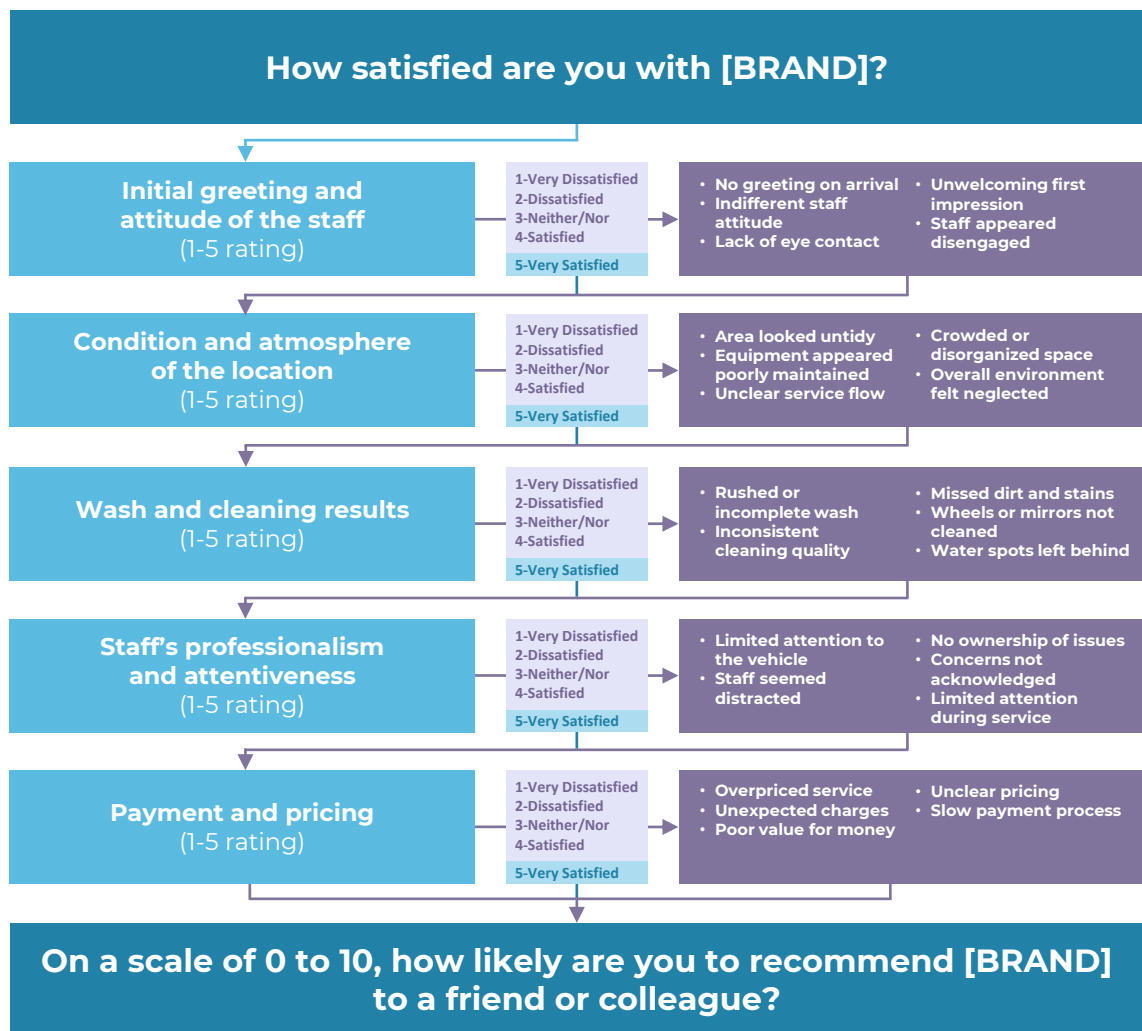 How satisfied are you with [BRAND]?
Initial greeting and
attitude of the staff
(1-5 rating)
1-Very Dissatisfied
2-Dissatisfied
3-Neither/Nor
4-Satisfied
5-Very Satisfied
• No greeting on arrival
• Indifferent staff
attitude
• Lack of eye contact
• Unwelcoming first
impression
• Staff appeared
disengaged
Condition and atmosphere
of the location
(1-5 rating)
1-Very Dissatisfied
2-Dissatisfied
3-Neither/Nor
4-Satisfied
5-Very Satisfied
• Area looked untidy
• Equipment appeared
poorly maintained
• Unclear service flow
• Crowded or
disorganized space
• Overall environment
felt neglected
Wash and cleaning results
(1-5 rating)
1-Very Dissatisfied
2-Dissatisfied
3-Neither/Nor
4-Satisfied
5-Very Satisfied
• Rushed or
incomplete wash
• Inconsistent
cleaning quality
• Missed dirt and stains
• Wheels or mirrors not
cleaned
• Water spots left behind
Staff's professionalism
and attentiveness
(1-5 rating)
1-Very Dissatisfied
2-Dissatisfied
3-Neither/Nor
4-Satisfied
5-Very Satisfied
• Limited attention to
the vehicle
• Staff seemed
distracted
• No ownership of issues
• Concerns not
acknowledged
• Limited attention
during service
Payment and pricing
(1-5 rating)
1-Very Dissatisfied
2-Dissatisfied
3-Neither/Nor
4-Satisfied
5-Very Satisfied
• Overpriced service
• Unexpected charges
• Poor value for money
• Unclear pricing
• Slow payment process
On a scale of 0 to 10, how likely are you to recommend [BRAND]
to a friend or colleague?